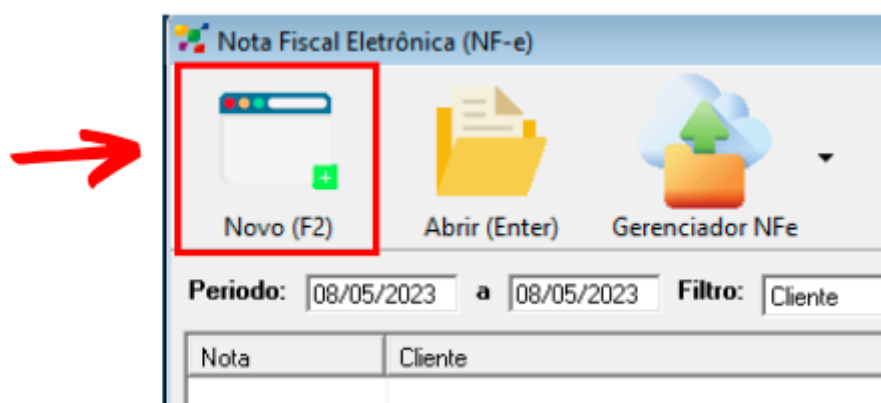 Nota Fiscal Eletrônica (NF-e)
Novo (F2) Abrir (Enter) Gerenciador NFe
Periodo: 08/05/2023 a 08/05/2023 Filtro: Cliente
Nota Cliente